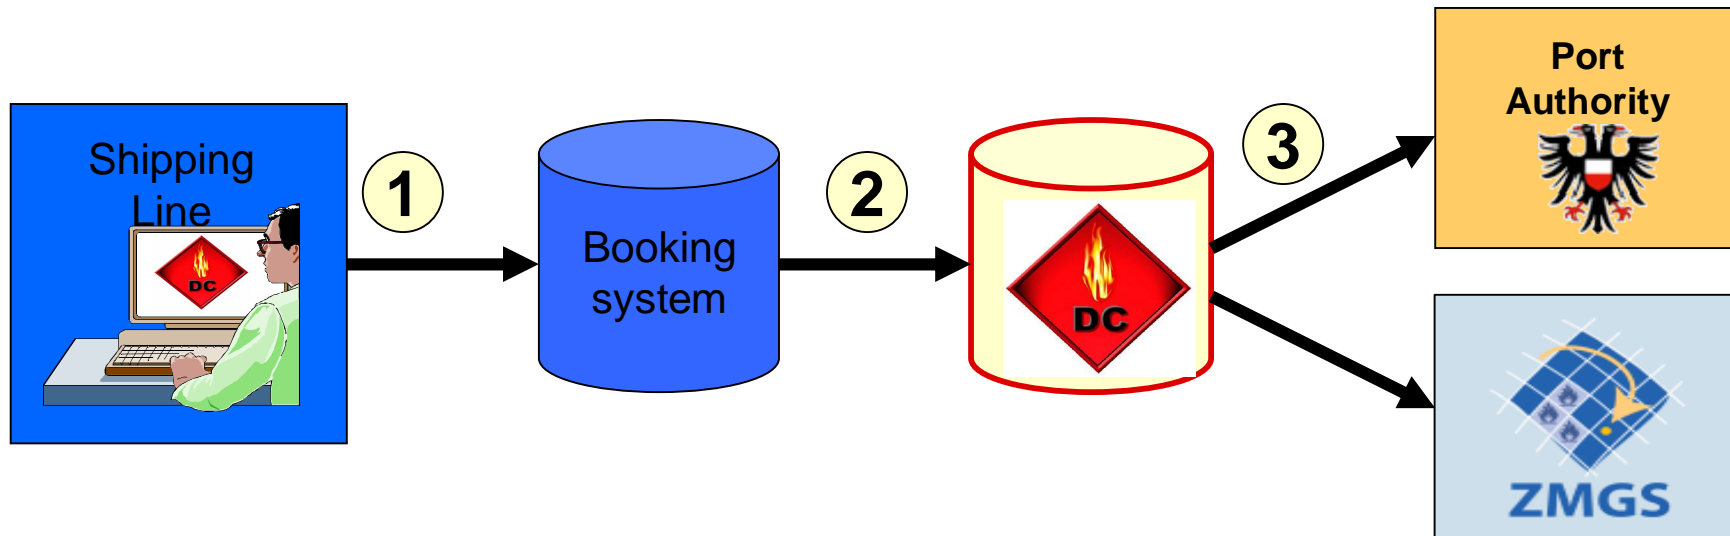 Shipping
Line
DC
1
Booking
system
2
DC
3
Port
Authority
ZMGS